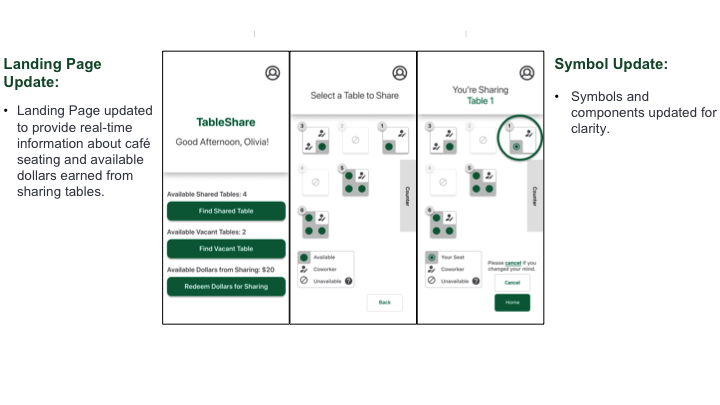 Landing Page
Update:
• Landing Page updated
to provide real-time
information about café
seating and available
dollars earned from
sharing tables.
TableShare
Good Afternoon, Olivia!
Available Shared Tables: 4
Find Shared Table
Available Vacant Tables: 2
Find Vacant Table
Available Dollars from Sharing: $20
Redeem Dollars for Sharing
Select a Table to Share
3
2
1
5
6
Counter
Available
Coworker
Unavailable ?
Back
You're Sharing
Table 1
3
2
1
5
6
Counter
Your Seat
Coworker
Unavailable ?
Please cancel if you
changed your mind.
Cancel
Home
Symbol Update:
• Symbols and
components updated for
clarity.